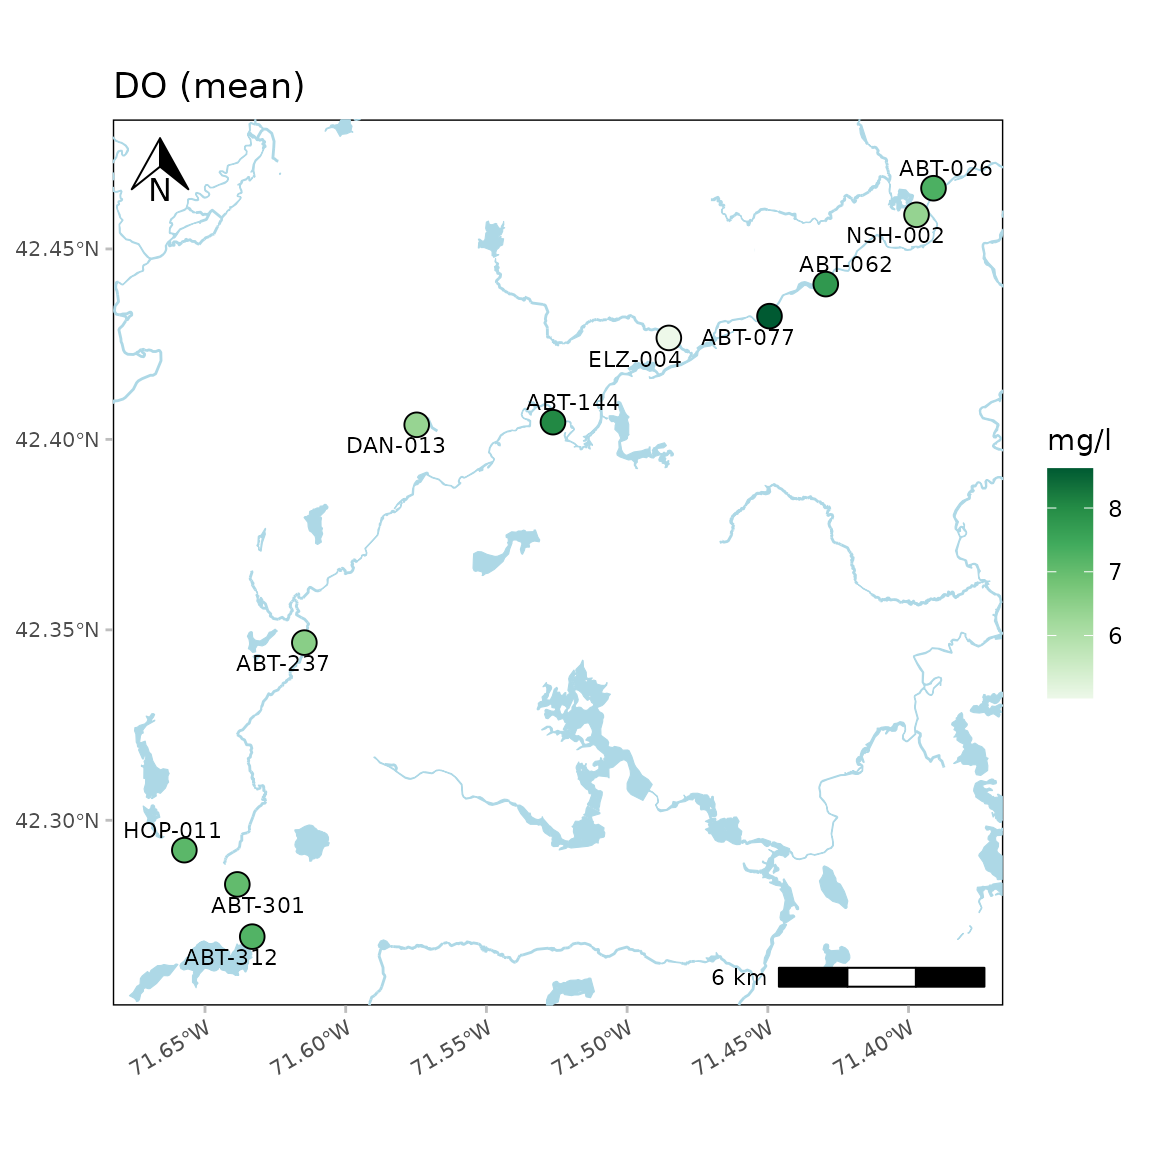 DO (mean)
N
ABT-026
NSH-002
ABT-062
ABT-077
ELZ-004
ABT-144
DAN-013
ABT-237
HOP-011
ABT-301
ABT-312
6 km
42.45°N
42.40°N
42.35°N
42.30°N
71.65°W
71.60°W
71.55°W
71.50°W
71.45°W
71.40°W
mg/l
8
7
6